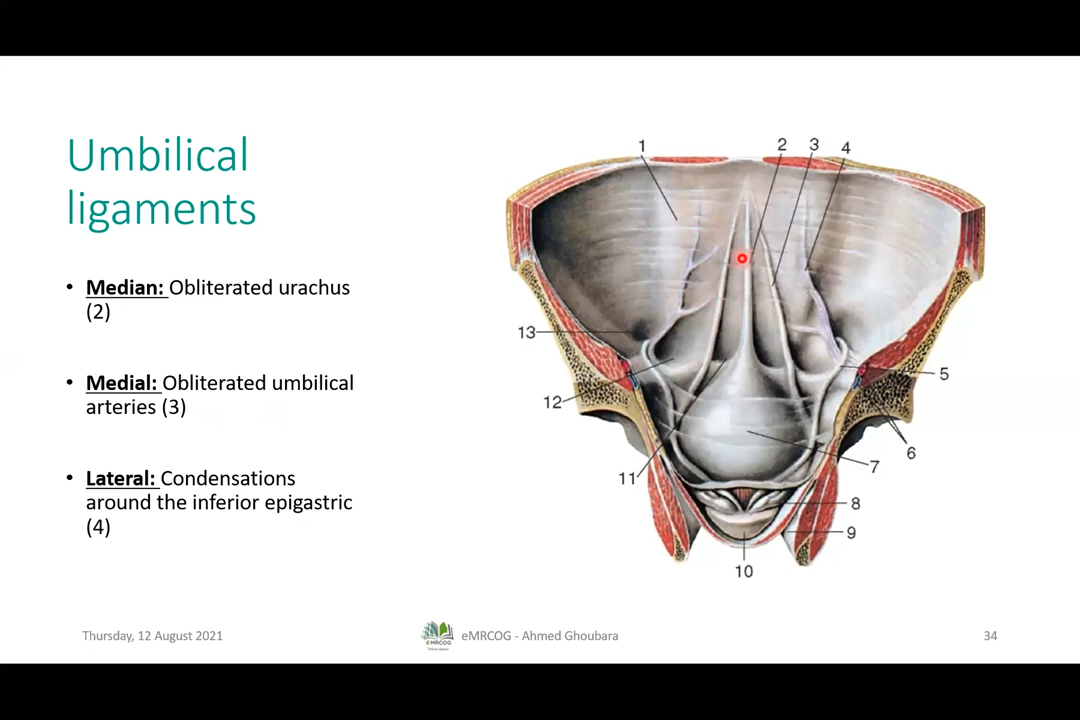 Umbilical
ligaments
• Median: Obliterated urachus
(2)
• Medial: Obliterated umbilical
arteries (3)
• Lateral: Condensations
around the inferior epigastric
(4)
1
2
3
4
13
12
11
5
6
7
8
9
10
Thursday, 12 August 2021
eMRCOG
eMRCOG - Ahmed Ghoubara
34